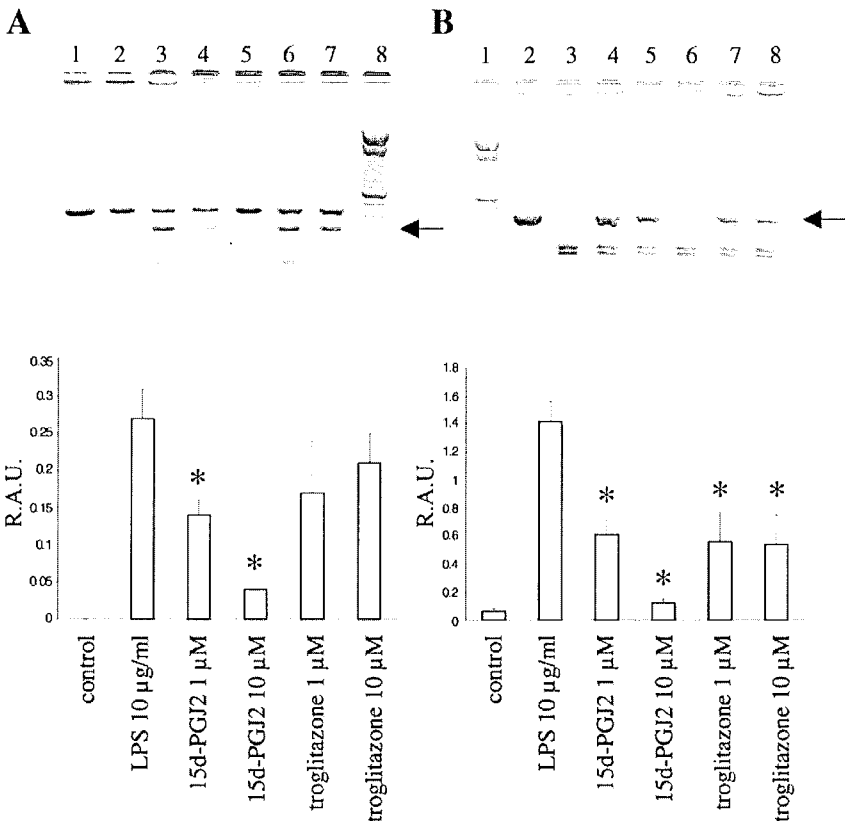 A
1 2 3 4 5 6 7 8
B
1 2 3 4 5 6 7 8
R.A.U.
0.35
0.3
0.25
0.2
0.15
0.1
0.05
0
*
*
control
LPS 10 µg/ml
15d-PGJ2 1 µM
15d-PGJ2 10 µM
troglitazone 1 µM
troglitazone 10 µM
R.A.U.
1.8
1.6
1.4
1.2
1
0.8
0.6
0.4
0.2
0
*
*
*
*
control
LPS 10 µg/ml
15d-PGJ2 1 µM
15d-PGJ2 10 µM
troglitazone 1 µM
troglitazone 10 µM